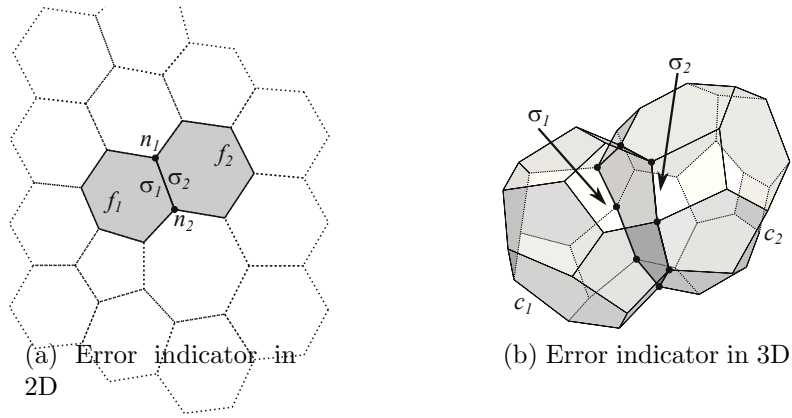 n1
f2
σ1 σ2
f1
n2
(a) Error indicator in
2D
σ2
σ1
c2
c1
(b) Error indicator in 3D